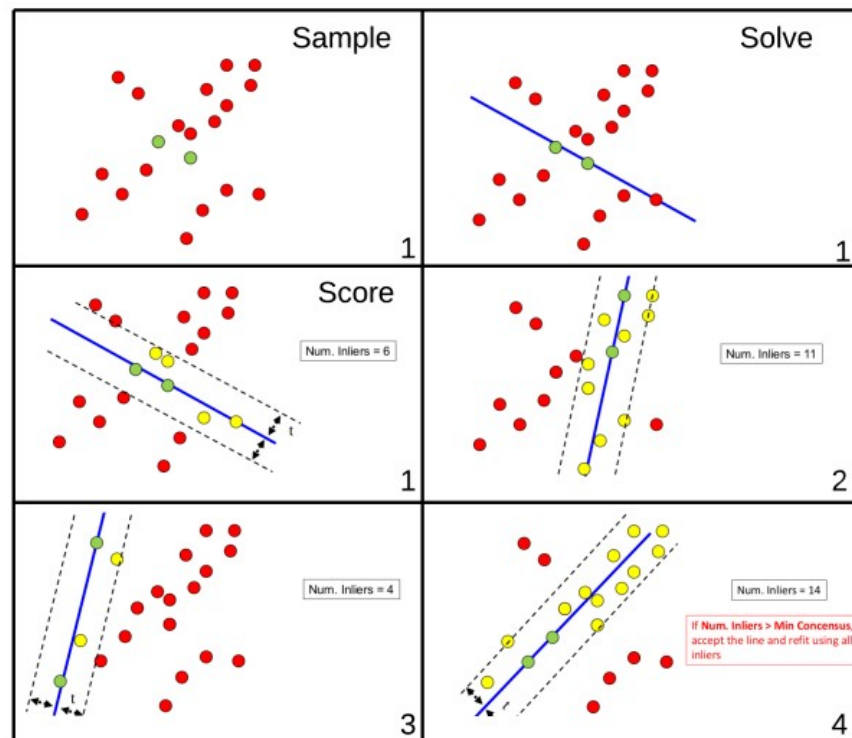 Sample
1
Solve
1
Score
Num. Inliers = 6
t
1
Num. Inliers = 11
2
Num. Inliers = 4
t
3
Num. Inliers = 14
If Num. Inliers > Min Concensus,
accept the line and refit using all
inliers
t
4